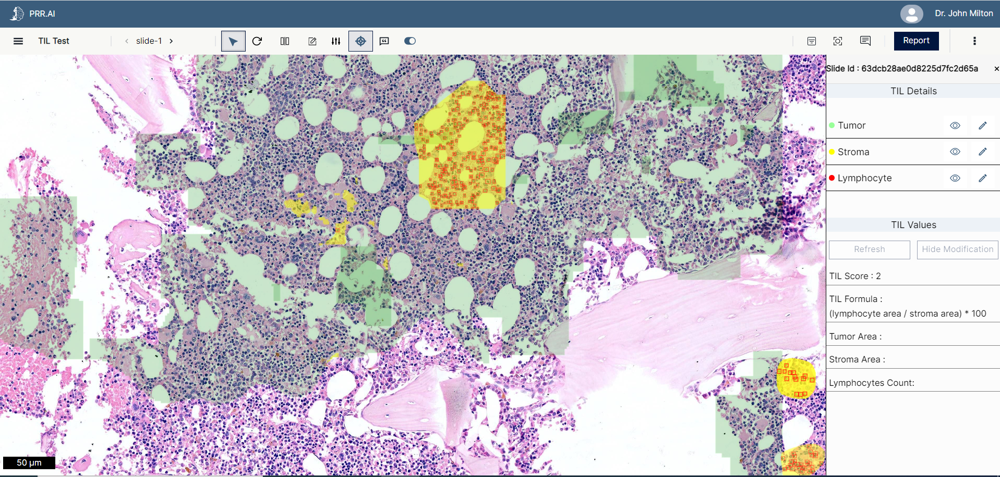 PRR.AI
Dr. John Milton
TIL Test
slide-1
Report
Slide Id : 63dcb28ae0d8225d7fc2d65a
TIL Details
Tumor
Stroma
Lymphocyte
TIL Values
Refresh
Hide Modification
TIL Score : 2
TIL Formula :
(lymphocyte area / stroma area) * 100
Tumor Area :
Stroma Area :
Lymphocytes Count:
50 µm